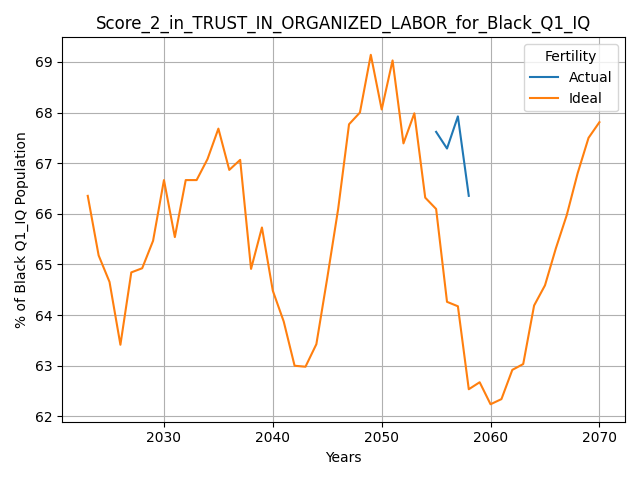 Score_2_in_TRUST_IN_ORGANIZED_LABOR_for_Black_Q1_IQ
Fertility
Actual
Ideal
% of Black Q1_IQ Population
69
68
67
66
65
64
63
62
2030
2040
2050
2060
2070
Years